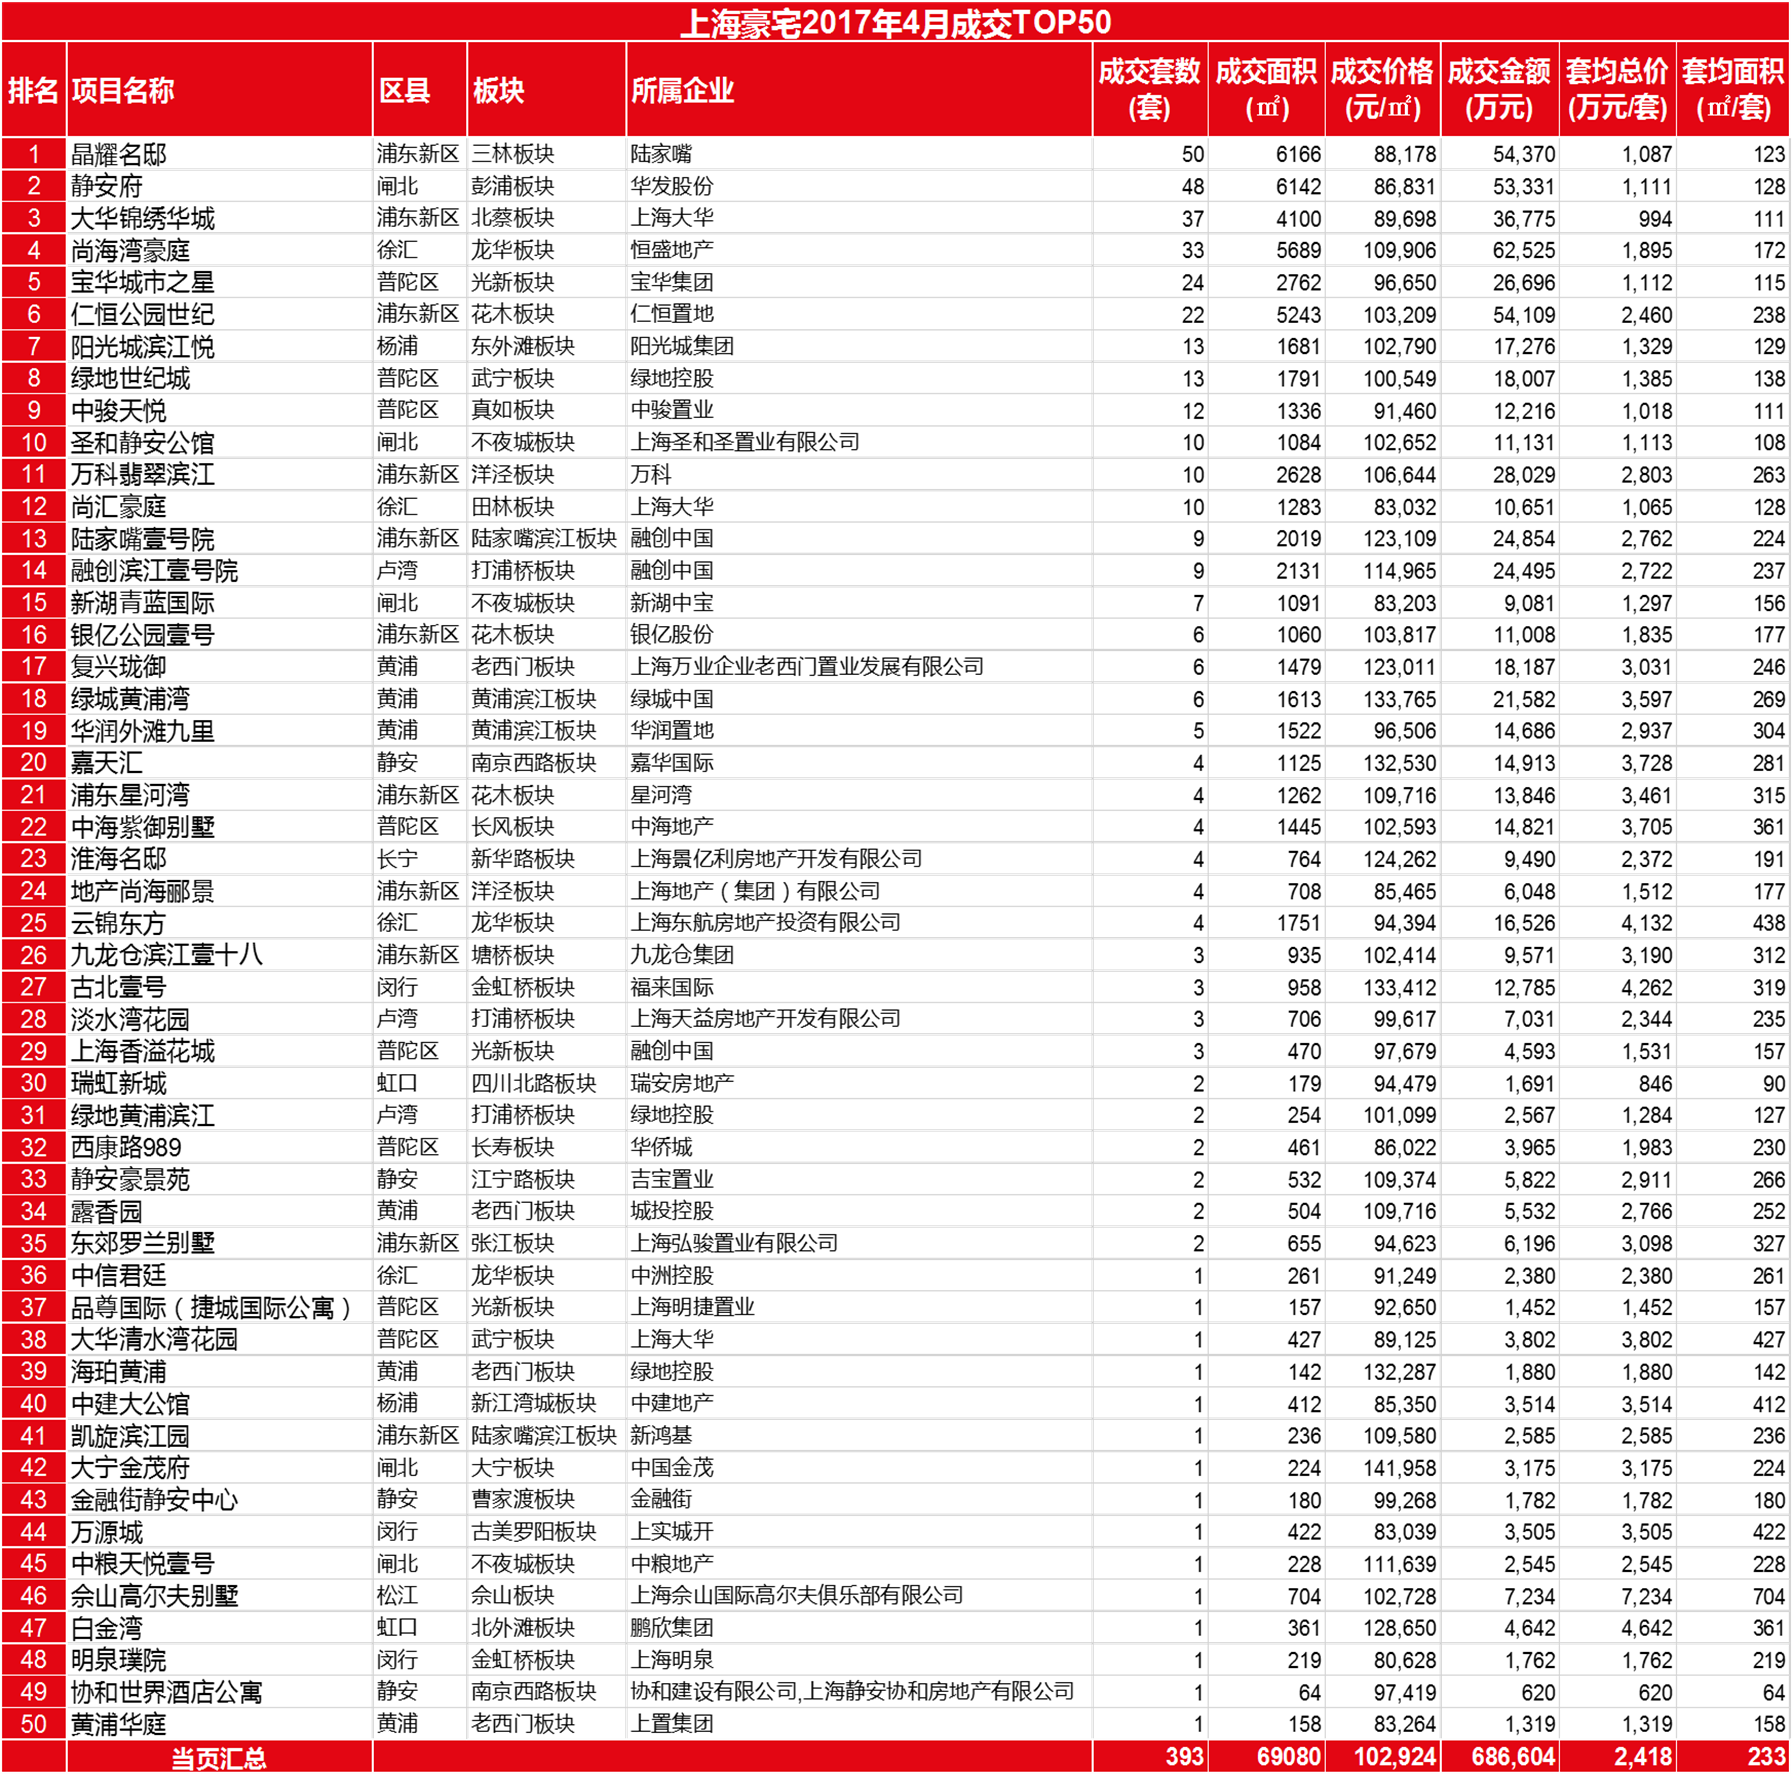 上海豪宅2017年4月成交TOP50
排名 项目名称 区县 板块 所属企业 成交套数(套) 成交面积(㎡) 成交价格(元/㎡) 成交金额(万元) 套均总价(万元/套) 套均面积(㎡/套)
1 晶耀名邸 浦东新区 三林板块 陆家嘴 50 6166 88,178 54,370 1,087 123
2 静安府 闸北 彭浦板块 华发股份 48 6142 86,831 53,331 1,111 128
3 大华锦绣华城 浦东新区 北蔡板块 上海大华 37 4100 89,698 36,775 994 111
4 尚海湾豪庭 徐汇 龙华板块 恒盛地产 33 5689 109,906 62,525 1,895 172
5 宝华城市之星 普陀区 光新板块 宝华集团 24 2762 96,650 26,696 1,112 115
6 仁恒公园世纪 浦东新区 花木板块 仁恒置地 22 5243 103,209 54,109 2,460 238
7 阳光城滨江悦 杨浦 东外滩板块 阳光城集团 13 1681 102,790 17,276 1,329 129
8 绿地世纪城 普陀区 武宁板块 绿地控股 13 1791 100,549 18,007 1,385 138
9 中骏天悦 普陀区 真如板块 中骏置业 12 1336 91,460 12,216 1,018 111
10 圣和静安公馆 闸北 不夜城板块 上海圣和圣置业有限公司 10 1084 102,652 11,131 1,113 108
11 万科翡翠滨江 浦东新区 洋泾板块 万科 10 2628 106,644 28,029 2,803 263
12 尚汇豪庭 徐汇 田林板块 上海大华 10 1283 83,032 10,651 1,065 128
13 陆家嘴壹号院 浦东新区 陆家嘴滨江板块 融创中国 9 2019 123,109 24,854 2,762 224
14 融创滨江壹号院 卢湾 打浦桥板块 融创中国 9 2131 114,965 24,495 2,722 237
15 新湖青蓝国际 闸北 不夜城板块 新湖中宝 7 1091 83,203 9,081 1,297 156
16 银亿公园壹号 浦东新区 花木板块 银亿股份 6 1060 103,817 11,008 1,835 177
17 复兴珑御 黄浦 老西门板块 上海万业企业老西门置业发展有限公司 6 1479 123,011 18,187 3,031 246
18 绿城黄浦湾 黄浦 黄浦滨江板块 绿城中国 6 1613 133,765 21,582 3,597 269
19 华润外滩九里 黄浦 黄浦滨江板块 华润置地 5 1522 96,506 14,686 2,937 304
20 嘉天汇 静安 南京西路板块 嘉华国际 4 1125 132,530 14,913 3,728 281
21 浦东星河湾 浦东新区 花木板块 星河湾 4 1262 109,716 13,846 3,461 315
22 中海紫御别墅 普陀区 长风板块 中海地产 4 1445 102,593 14,821 3,705 361
23 淮海名邸 长宁 新华路板块 上海景亿利房地产开发有限公司 4 764 124,262 9,490 2,372 191
24 地产尚海郦景 浦东新区 洋泾板块 上海地产（集团）有限公司 4 708 85,465 6,048 1,512 177
25 云锦东方 徐汇 龙华板块 上海东航房地产投资有限公司 4 1751 94,394 16,526 4,132 438
26 九龙仓滨江壹十八 浦东新区 塘桥板块 九龙仓集团 3 935 102,414 9,571 3,190 312
27 古北壹号 闵行 金虹桥板块 福来国际 3 958 133,412 12,785 4,262 319
28 淡水湾花园 卢湾 打浦桥板块 上海天益房地产开发有限公司 3 706 99,617 7,031 2,344 235
29 上海香溢花城 普陀区 光新板块 融创中国 3 470 97,679 4,593 1,531 157
30 瑞虹新城 虹口 四川北路板块 瑞安房地产 2 179 94,479 1,691 846 90
31 绿地黄浦滨江 卢湾 打浦桥板块 绿地控股 2 254 101,099 2,567 1,284 127
32 西康路989 普陀区 长寿板块 华侨城 2 461 86,022 3,965 1,983 230
33 静安豪景苑 静安 江宁路板块 吉宝置业 2 532 109,374 5,822 2,911 266
34 露香园 黄浦 老西门板块 城投控股 2 504 109,716 5,532 2,766 252
35 东郊罗兰别墅 浦东新区 张江板块 上海弘骏置业有限公司 2 655 94,623 6,196 3,098 327
36 中信君廷 徐汇 龙华板块 中洲控股 1 261 91,249 2,380 2,380 261
37 品尊国际（捷城国际公寓） 普陀区 光新板块 上海明捷置业 1 157 92,650 1,452 1,452 157
38 大华清水湾花园 普陀区 武宁板块 上海大华 1 427 89,125 3,802 3,802 427
39 海珀黄浦 黄浦 老西门板块 绿地控股 1 142 132,287 1,880 1,880 142
40 中建大公馆 杨浦 新江湾城板块 中建地产 1 412 85,350 3,514 3,514 412
41 凯旋滨江园 浦东新区 陆家嘴滨江板块 新鸿基 1 236 109,580 2,585 2,585 236
42 大宁金茂府 闸北 大宁板块 中国金茂 1 224 141,958 3,175 3,175 224
43 金融街静安中心 静安 曹家渡板块 金融街 1 180 99,268 1,782 1,782 180
44 万源城 闵行 古美罗阳板块 上实城开 1 422 83,039 3,505 3,505 422
45 中粮天悦壹号 闸北 不夜城板块 中粮地产 1 228 111,639 2,545 2,545 228
46 佘山高尔夫别墅 松江 佘山板块 上海佘山国际高尔夫俱乐部有限公司 1 704 102,728 7,234 7,234 704
47 白金湾 虹口 北外滩板块 鹏欣集团 1 361 128,650 4,642 4,642 361
48 明泉璞院 闵行 金虹桥板块 上海明泉 1 219 80,628 1,762 1,762 219
49 协和世界酒店公寓 静安 南京西路板块 协和建设有限公司,上海静安协和房地产有限公司 1 64 97,419 620 620 64
50 黄浦华庭 黄浦 老西门板块 上置集团 1 158 83,264 1,319 1,319 158
当页汇总 393 69080 102,924 686,604 2,418 233